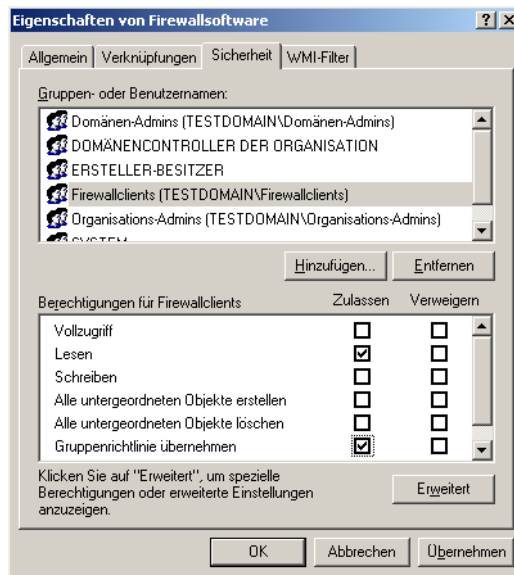 Eigenschaften von Firewallsoftware
Allgemein Verknüpfungen Sicherheit WMI-Filter
Gruppen- oder Benutzernamen:
Domänen-Admins (TESTDOMAIN\Domänen-Admins)
DOMÄNENCONTROLLER DER ORGANISATION
ERSTELLER-BESITZER
Firewallclients (TESTDOMAIN\Firewallclients)
Organisations-Admins (TESTDOMAIN\Organisations-Admins)
SYSTEM
Hinzufügen... Entfernen
Berechtigungen für Firewallclients Zulassen Verweigern
Vollzugriff
Lesen
Schreiben
Alle untergeordneten Objekte erstellen
Alle untergeordneten Objekte löschen
Gruppenrichtlinie übernehmen
Klicken Sie auf "Erweitert", um spezielle
Berechtigungen oder erweiterte Einstellungen
anzuzeigen.
Erweitert
OK Abbrechen Übernehmen